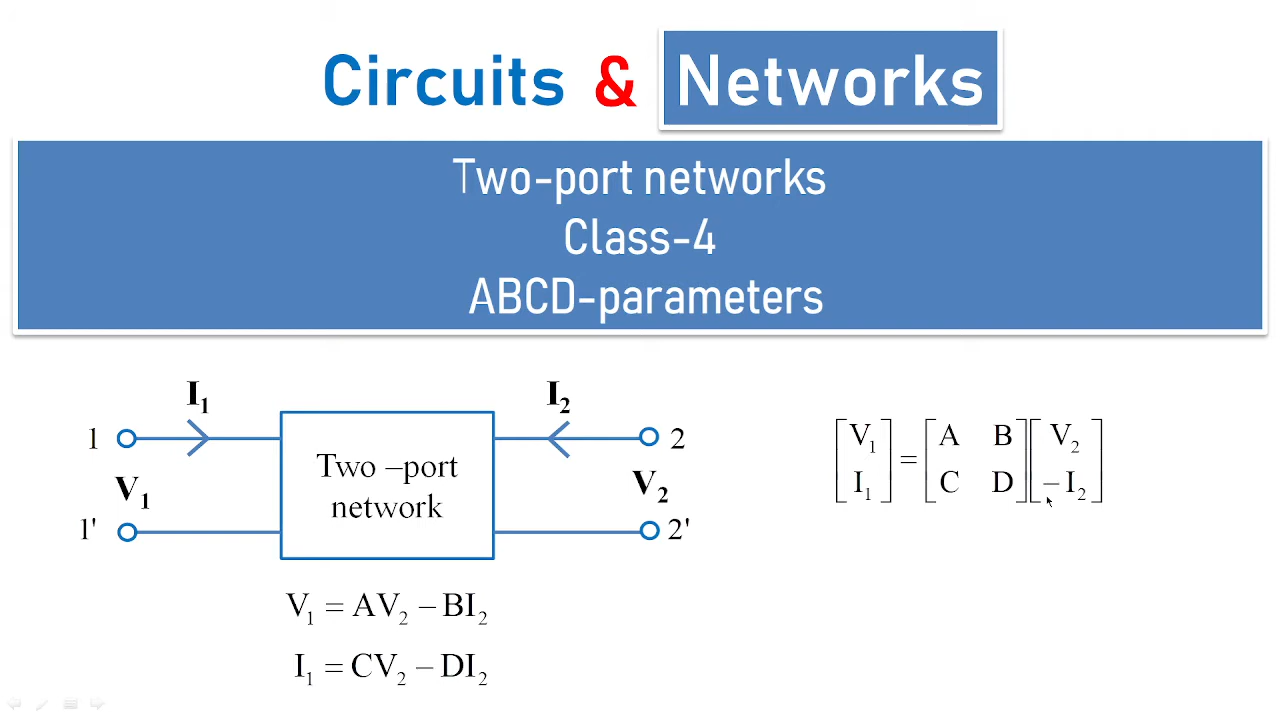 Circuits & Networks
Two-port networks
Class-4
ABCD-parameters
I₁ I₂
1 2
V₁ Two –port network V₂
1' 2'
[V₁ I₁] = [A B C D] [V₂ –I₂]
V₁ = AV₂ – BI₂
I₁ = CV₂ – DI₂